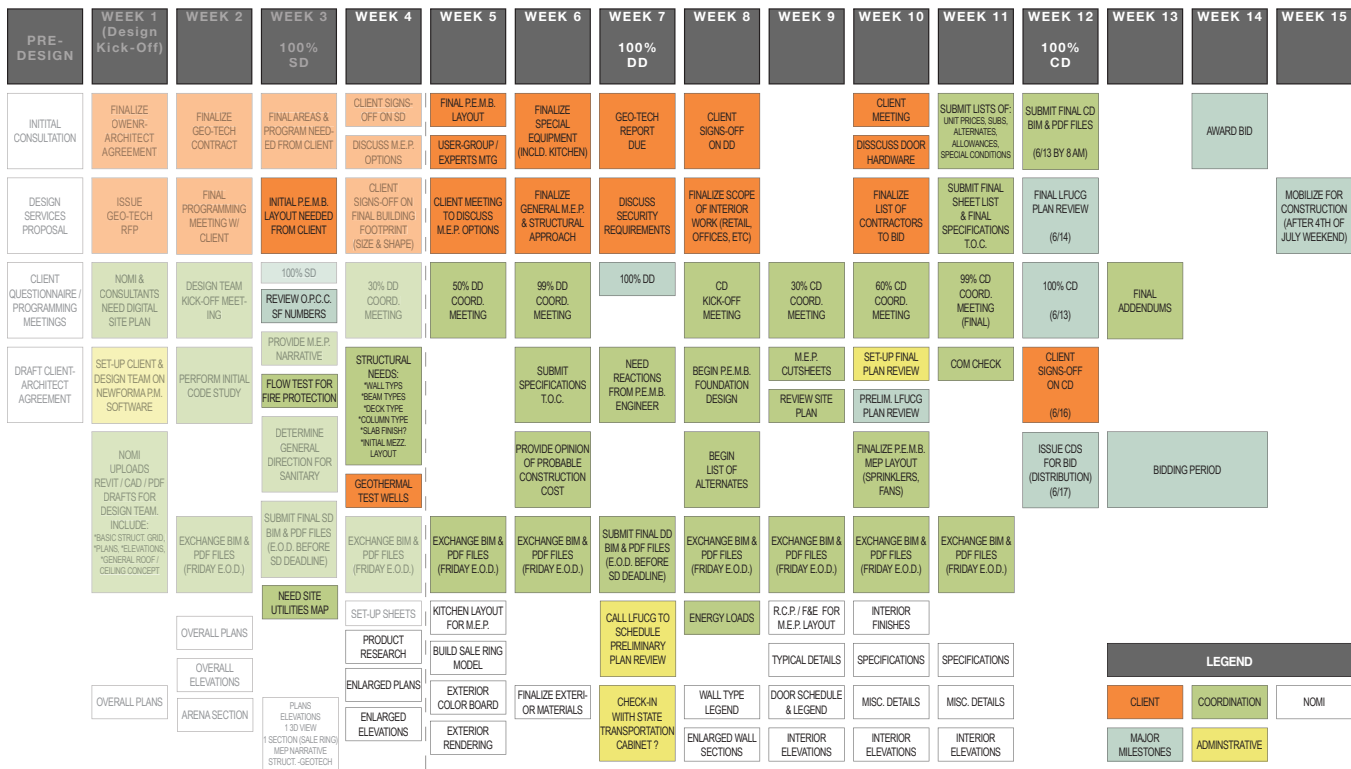 PRE-
DESIGN
WEEK 1
(Design
Kick-Off)
WEEK 2
WEEK 3
100%
SD
WEEK 4
WEEK 5
WEEK 6
WEEK 7
100%
DD
WEEK 8
WEEK 9
WEEK 10
WEEK 11
WEEK 12
100%
CD
WEEK 13
WEEK 14
WEEK 15
INITITAL
CONSULTATION
FINALIZE
OWENR-
ARCHITECT
AGREEMENT
FINALIZE
GEO-TECH
CONTRACT
FINAL AREAS &
PROGRAM NEED-
ED FROM CLIENT
CLIENT SIGNS-
OFF ON SD
DISCUSS M.E.P.
OPTIONS
FINAL P.E.M.B.
LAYOUT
USER-GROUP /
EXPERTS MTG
FINALIZE
SPECIAL
EQUIPMENT
(INCLD. KITCHEN)
GEO-TECH
REPORT
DUE
CLIENT
SIGNS-OFF
ON DD
CLIENT
MEETING
DISSCUSS DOOR
HARDWARE
SUBMIT LISTS OF:
UNIT PRICES, SUBS,
ALTERNATES,
ALLOWANCES,
SPECIAL CONDITIONS
SUBMIT FINAL CD
BIM & PDF FILES
(6/13 BY 8 AM)
AWARD BID
DESIGN
SERVICES
PROPOSAL
ISSUE
GEO-TECH
RFP
FINAL
PROGRAMMING
MEETING W/
CLIENT
INITIAL P.E.M.B.
LAYOUT NEEDED
FROM CLIENT
CLIENT
SIGNS-OFF ON
FINAL BUILDING
FOOTPRINT
(SIZE & SHAPE)
CLIENT MEETING
TO DISCUSS
M.E.P. OPTIONS
FINALIZE
GENERAL M.E.P.
& STRUCTURAL
APPROACH
DISCUSS
SECURITY
REQUIREMENTS
FINALIZE SCOPE
OF INTERIOR
WORK (RETAIL,
OFFICES, ETC)
FINALIZE
LIST OF
CONTRACTORS
TO BID
SUBMIT FINAL
SHEET LIST
& FINAL
SPECIFICATIONS
T.O.C.
FINAL LFUCG
PLAN REVIEW
(6/14)
MOBILIZE FOR
CONSTRUCTION
(AFTER 4TH OF
JULY WEEKEND)
CLIENT
QUESTIONNAIRE /
PROGRAMMING
MEETINGS
NOMI &
CONSULTANTS
NEED DIGITAL
SITE PLAN
DESIGN TEAM
KICK-OFF MEET-
ING
100% SD
REVIEW O.P.C.C.
SF NUMBERS
30% DD
COORD.
MEETING
50% DD
COORD.
MEETING
99% DD
COORD.
MEETING
100% DD
CD
KICK-OFF
MEETING
30% CD
COORD.
MEETING
60% CD
COORD.
MEETING
99% CD
COORD.
MEETING
(FINAL)
100% CD
(6/13)
FINAL
ADDENDUMS
DRAFT CLIENT-
ARCHITECT
AGREEMENT
SET-UP CLIENT &
DESIGN TEAM ON
NEWFORMA P.M.
SOFTWARE
PERFORM INITIAL
CODE STUDY
PROVIDE M.E.P.
NARRATIVE
FLOW TEST FOR
FIRE PROTECTION
STRUCTURAL
NEEDS:
*WALL TYPS
*BEAM TYPES
*DECK TYPE
*COLUMN TYPE
*SLAB FINISH?
*INITIAL MEZZ.
LAYOUT
SUBMIT
SPECIFICATIONS
T.O.C.
NEED
REACTIONS
FROM P.E.M.B.
ENGINEER
BEGIN P.E.M.B.
FOUNDATION
DESIGN
M.E.P.
CUTSHEETS
REVIEW SITE
PLAN
SET-UP FINAL
PLAN REVIEW
PRELIM. LFUCG
PLAN REVIEW
COM CHECK
CLIENT
SIGNS-OFF
ON CD
(6/16)
NOMI
UPLOADS
REVIT / CAD / PDF
DRAFTS FOR
DESIGN TEAM.
INCLUDE:
*BASIC STRUCT. GRID,
*PLANS, *ELEVATIONS,
*GENERAL ROOF /
CEILING CONCEPT
DETERMINE
GENERAL
DIRECTION FOR
SANITARY
GEOTHERMAL
TEST WELLS
PROVIDE OPINION
OF PROBABLE
CONSTRUCTION
COST
BEGIN
LIST OF
ALTERNATES
FINALIZE P.E.M.B.
MEP LAYOUT
(SPRINKLERS,
FANS)
ISSUE CDS
FOR BID
(DISTRIBUTION)
(6/17)
BIDDING PERIOD
EXCHANGE BIM &
PDF FILES
(FRIDAY E.O.D.)
SUBMIT FINAL SD
BIM & PDF FILES
(E.O.D. BEFORE
SD DEADLINE)
EXCHANGE BIM &
PDF FILES
(FRIDAY E.O.D.)
EXCHANGE BIM &
PDF FILES
(FRIDAY E.O.D.)
EXCHANGE BIM &
PDF FILES
(FRIDAY E.O.D.)
SUBMIT FINAL DD
BIM & PDF FILES
(E.O.D. BEFORE
SD DEADLINE)
EXCHANGE BIM &
PDF FILES
(FRIDAY E.O.D.)
EXCHANGE BIM &
PDF FILES
(FRIDAY E.O.D.)
EXCHANGE BIM &
PDF FILES
(FRIDAY E.O.D.)
EXCHANGE BIM &
PDF FILES
(FRIDAY E.O.D.)
NEED SITE
UTILITIES MAP
OVERALL PLANS
SET-UP SHEETS
KITCHEN LAYOUT
FOR M.E.P.
CALL LFUCG TO
SCHEDULE
PRELIMINARY
PLAN REVIEW
ENERGY LOADS
R.C.P. / F&E FOR
M.E.P. LAYOUT
INTERIOR
FINISHES
PRODUCT
RESEARCH
BUILD SALE RING
MODEL
OVERALL
ELEVATIONS
TYPICAL DETAILS
SPECIFICATIONS
SPECIFICATIONS
LEGEND
OVERALL PLANS
ARENA SECTION
PLANS
ELEVATIONS
1 3D VIEW
1 SECTION (SALE RING)
MEP NARRATIVE
STRUCT. -GEOTECH
ENLARGED PLANS
ENLARGED
ELEVATIONS
EXTERIOR
COLOR BOARD
EXTERIOR
RENDERING
FINALIZE EXTERI-
OR MATERIALS
CHECK-IN
WITH STATE
TRANSPORTATION
CABINET ?
WALL TYPE
LEGEND
ENLARGED WALL
SECTIONS
DOOR SCHEDULE
& LEGEND
INTERIOR
ELEVATIONS
MISC. DETAILS
INTERIOR
ELEVATIONS
MISC. DETAILS
INTERIOR
ELEVATIONS
CLIENT
COORDINATION
NOMI
MAJOR
MILESTONES
ADMINSTRATIVE